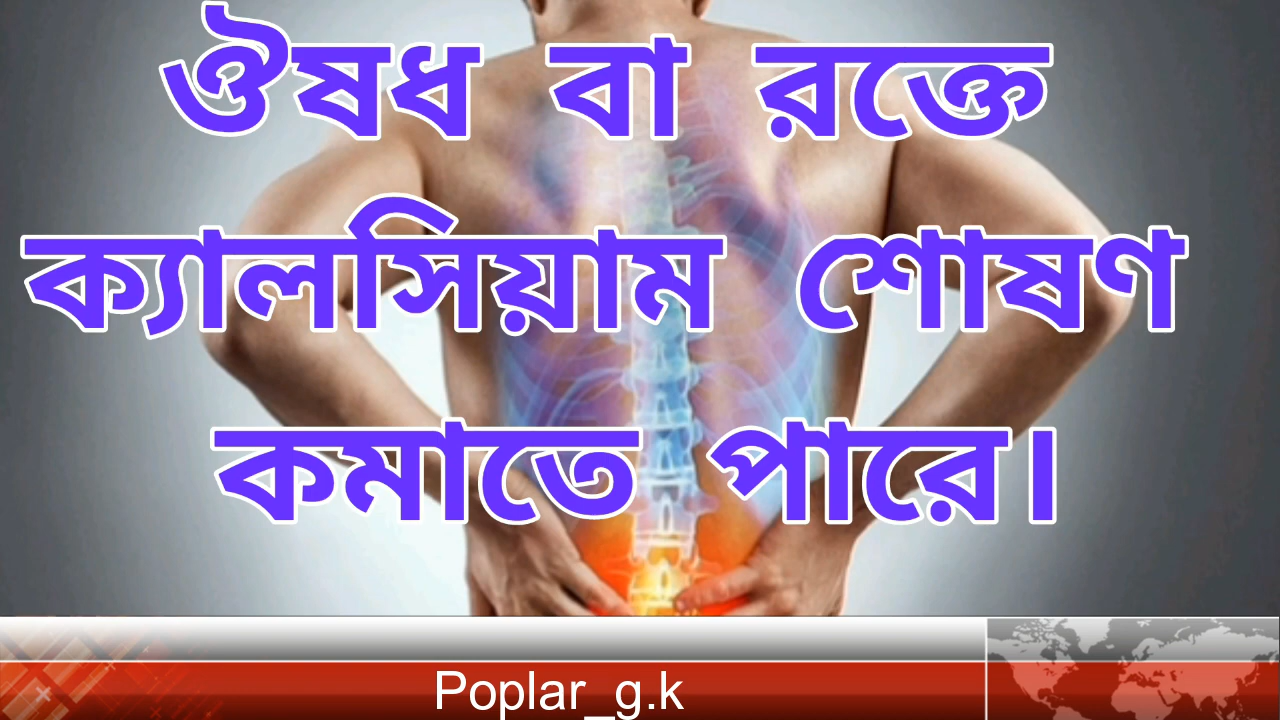 ঔষধ বা রক্তে
ক্যালসিয়াম শোষণ
কমাতে পারে।
Poplar_g.k